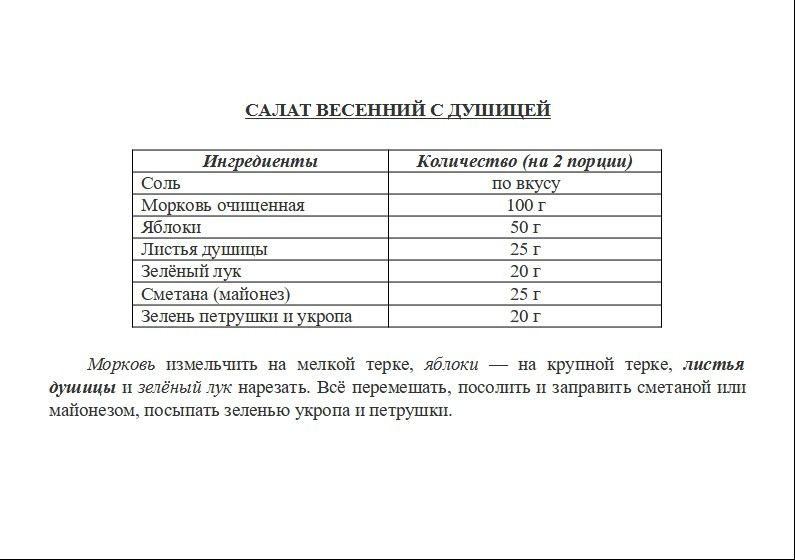 САЛАТ ВЕСЕННИЙ С ДУШИЦЕЙ
Ингредиенты Количество (на 2 порции)
Соль по вкусу
Морковь очищенная 100 г
Яблоки 50 г
Листья душицы 25 г
Зелёный лук 20 г
Сметана (майонез) 25 г
Зелень петрушки и укропа 20 г
Морковь измельчить на мелкой терке, яблоки — на крупной терке, листья
душицы и зелёный лук нарезать. Всё перемешать, посолить и заправить сметаной или
майонезом, посыпать зеленью укропа и петрушки.